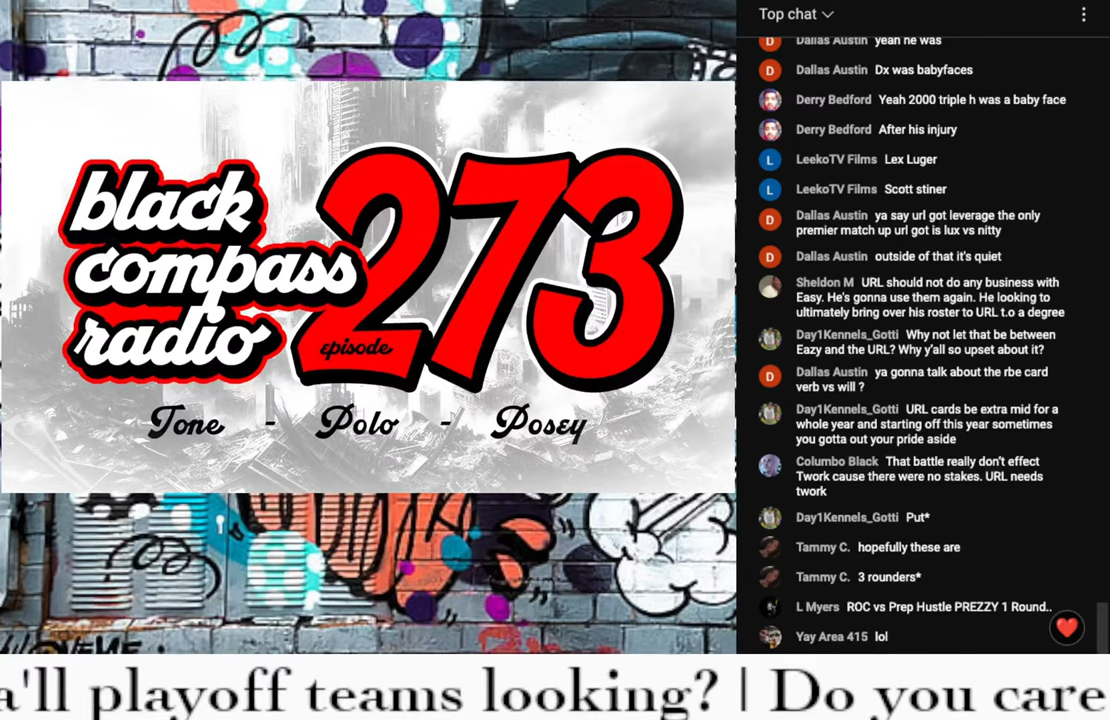 Top chat
Dallas Austin yeah he was
Dallas Austin Dx was babyfaces
Derry Bedford Yeah 2000 triple h was a baby face
Derry Bedford After his injury
L LeekoTV Films Lex Luger
L LeekoTV Films Scott stiner
D Dallas Austin ya say url got leverage the only
premier match up url got is lux vs nitty
D Dallas Austin outside of that it's quiet
Sheldon M URL should not do any business with
Easy. He's gonna use them again. He looking to
ultimately bring over his roster to URL t.o a degree
Day1Kennels_Gotti Why not let that be between
Eazy and the URL? Why y'all so upset about it?
D Dallas Austin ya gonna talk about the rbe card
verb vs will ?
Day1Kennels_Gotti URL cards be extra mid for a
whole year and starting off this year sometimes
you gotta out your pride aside
Columbo Black That battle really don't effect
Twork cause there were no stakes. URL needs
twork
Day1Kennels_Gotti Put*
Tammy C. hopefully these are
Tammy C. 3 rounders*
L Myers ROC vs Prep Hustle PREZZY 1 Round..
Yay Area 415 lol
black
compass
radio
273
episode
Tone - Polo - Posey
a'll playoff teams looking? | Do you care